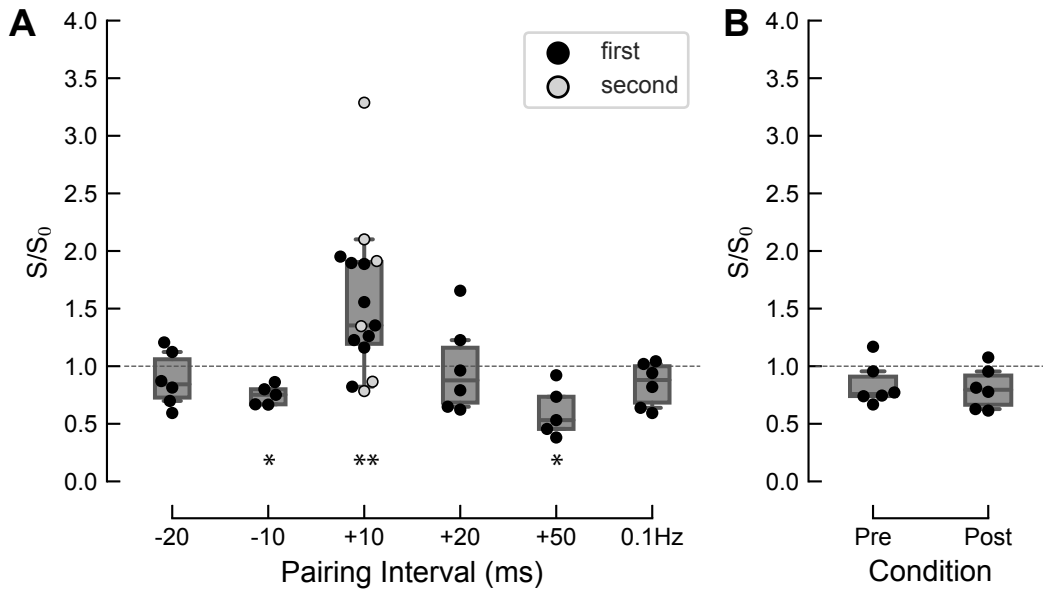 A
B
4.0
3.5
3.0
2.5
2.0
1.5
1.0
0.5
0.0
S/S0
first
second
* ** *
-20 -10 +10 +20 +50 0.1Hz
Pairing Interval (ms)
4.0
3.5
3.0
2.5
2.0
1.5
1.0
0.5
0.0
S/S0
Pre Post
Condition